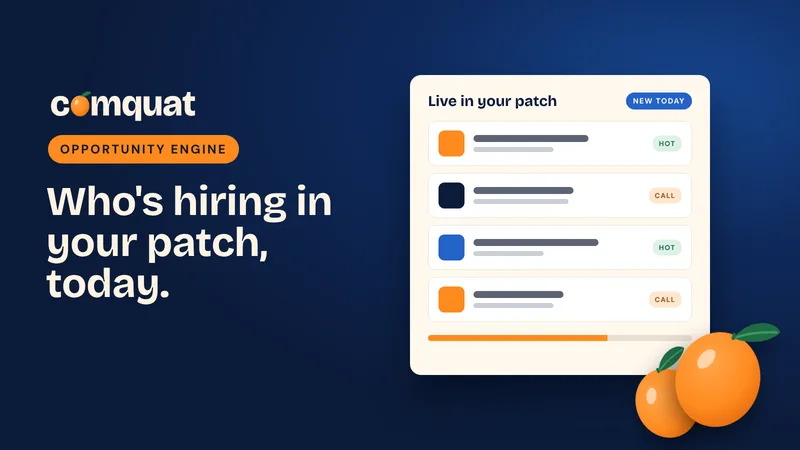 comquat
OPPORTUNITY ENGINE
Who's hiring in
your patch,
today.
Live in your patch
NEW TODAY
HOT
CALL
HOT
CALL